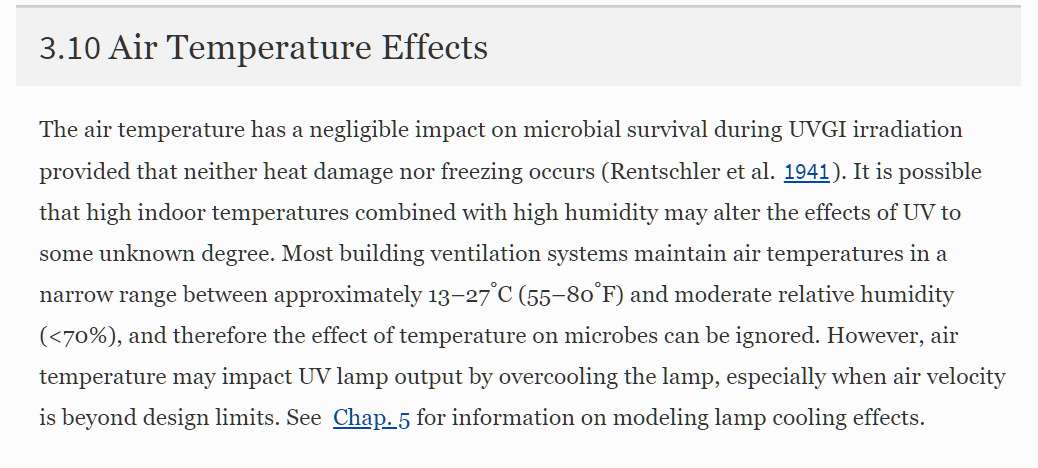 3.10 Air Temperature Effects
The air temperature has a negligible impact on microbial survival during UVGI irradiation
provided that neither heat damage nor freezing occurs (Rentschler et al. 1941). It is possible
that high indoor temperatures combined with high humidity may alter the effects of UV to
some unknown degree. Most building ventilation systems maintain air temperatures in a
narrow range between approximately 13–27°C (55–80°F) and moderate relative humidity
(<70%), and therefore the effect of temperature on microbes can be ignored. However, air
temperature may impact UV lamp output by overcooling the lamp, especially when air velocity
is beyond design limits. See Chap. 5 for information on modeling lamp cooling effects.